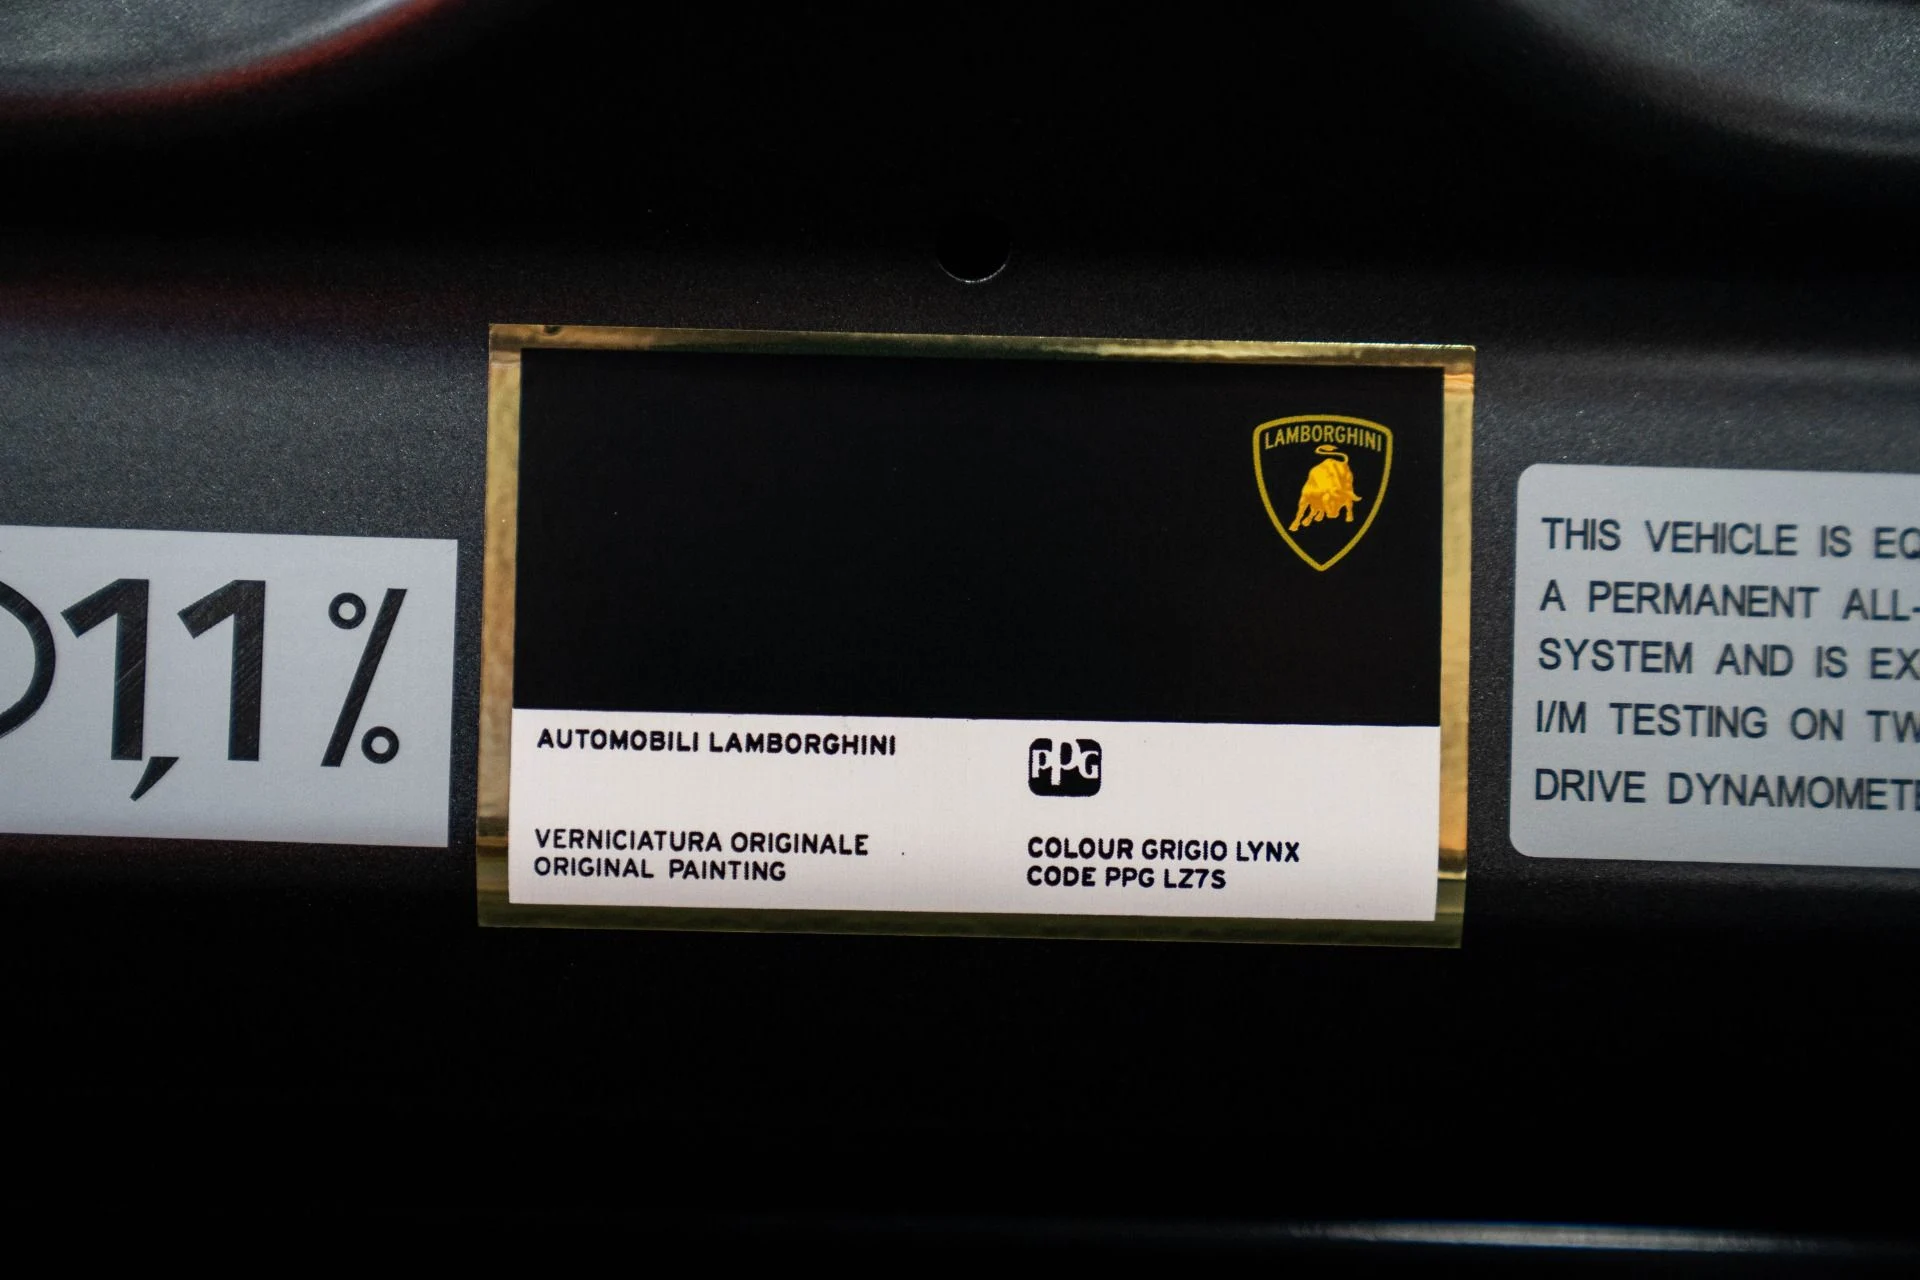 1,1 %
LAMBORGHINI
AUTOMOBILI LAMBORGHINI
PPG
VERNICIATURA ORIGINALE
ORIGINAL PAINTING
COLOUR GRIGIO LYNX
CODE PPG LZ7S
THIS VEHICLE IS
A PERMANENT ALL-
SYSTEM AND IS
I/M TESTING ON
DRIVE